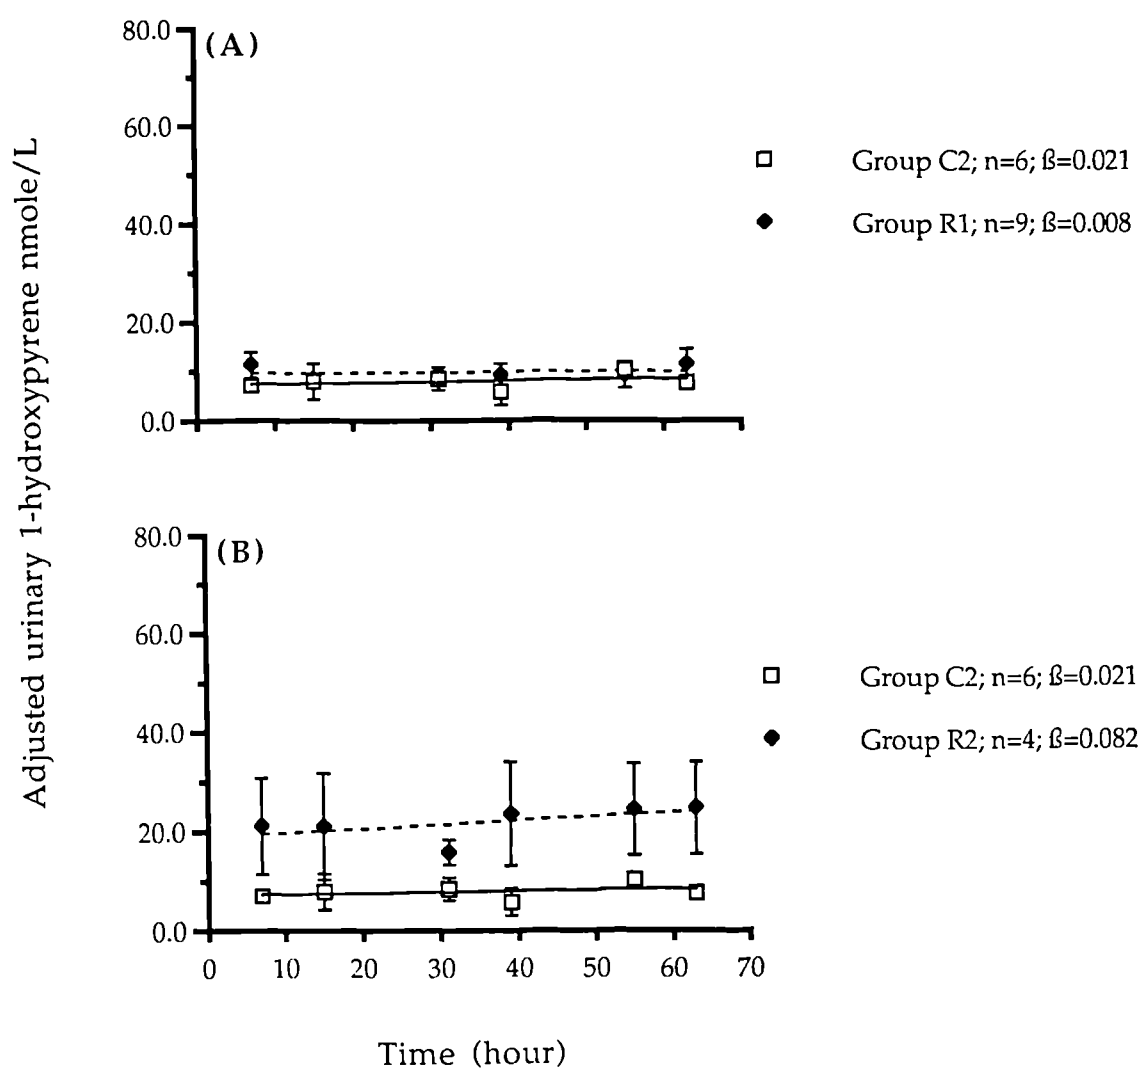 Adjusted urinary 1-hydroxypyrene nmole/L
80.0
(A)
60.0
40.0
20.0
0.0
Group C2; n=6; ß=0.021
Group R1; n=9; ß=0.008
80.0
(B)
60.0
40.0
20.0
0.0
Group C2; n=6; ß=0.021
Group R2; n=4; ß=0.082
0 10 20 30 40 50 60 70
Time (hour)